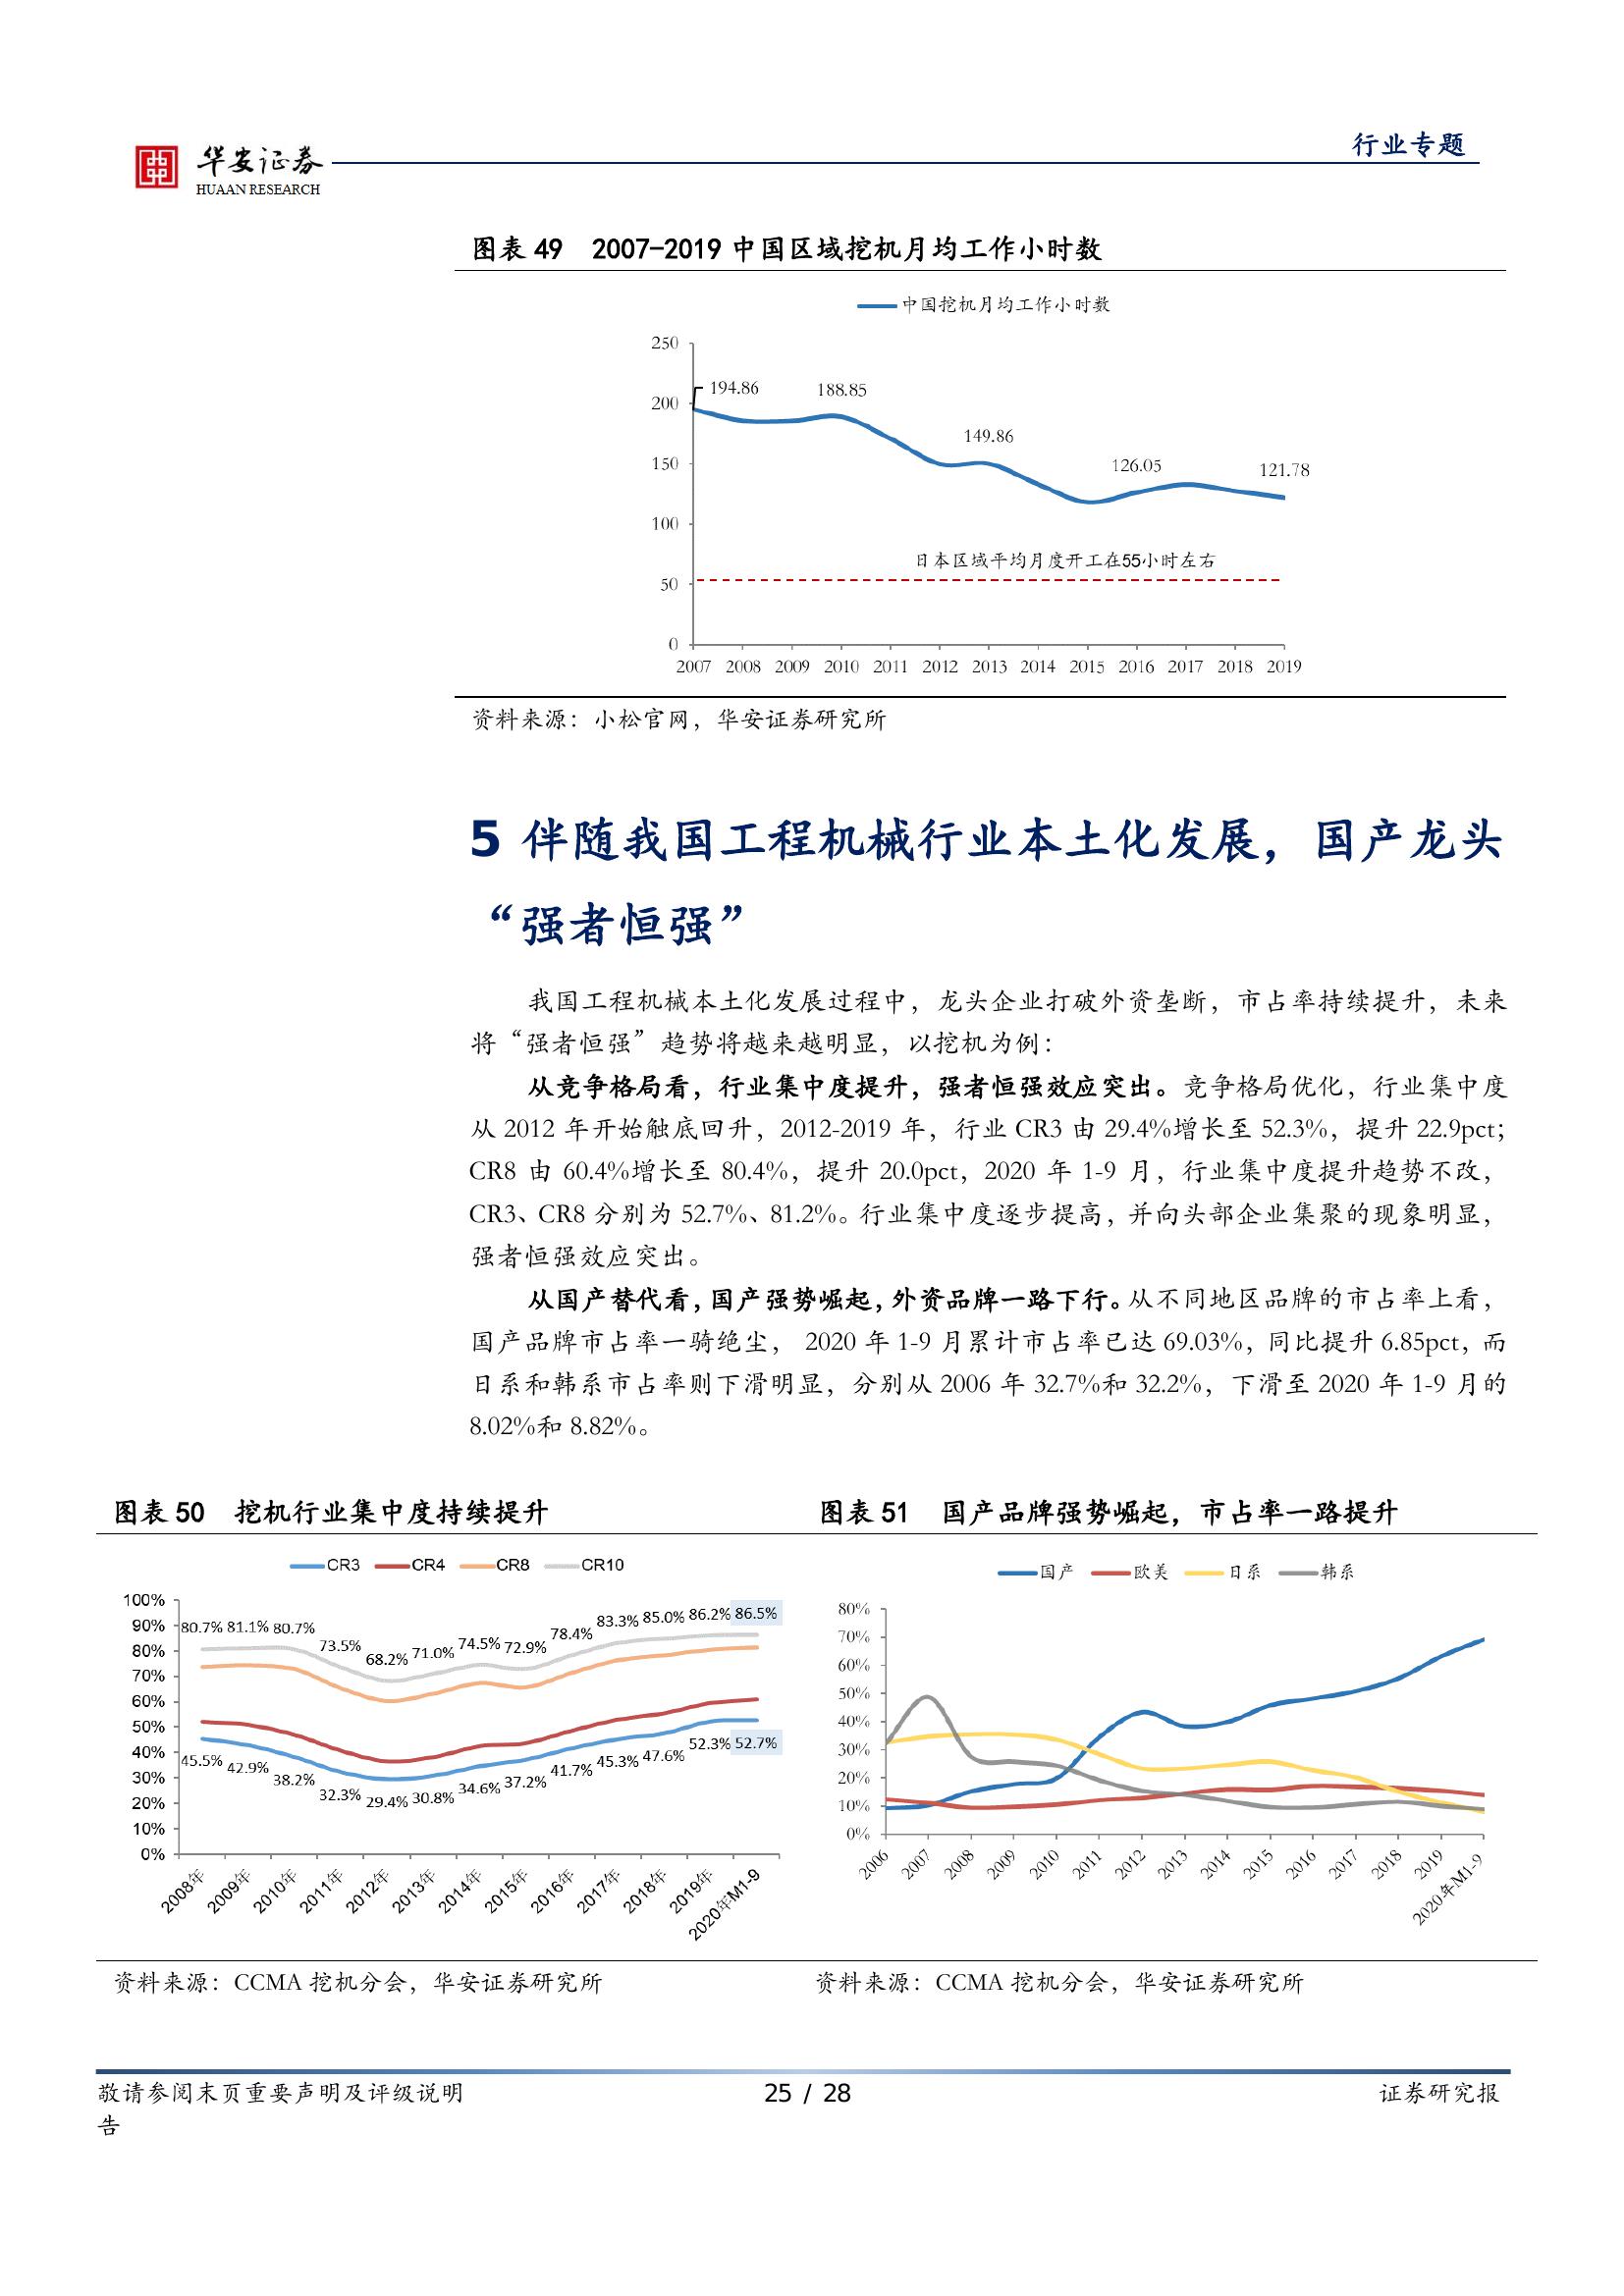 华安证券
HUAAN RESEARCH
行业专题
图表 49 2007-2019 中国区域挖机月均工作小时数
中国挖机月均工作小时数
250
200
150
100
50
0
194.86
188.85
149.86
126.05
121.78
日本区域平均月度开工在55小时左右
2007 2008 2009 2010 2011 2012 2013 2014 2015 2016 2017 2018 2019
资料来源：小松官网，华安证券研究所
5 伴随我国工程机械行业本土化发展，国产龙头
“强者恒强”
我国工程机械本土化发展过程中，龙头企业打破外资垄断，市占率持续提升，未来
将“强者恒强”趋势将越来越明显，以挖机为例：
从竞争格局看，行业集中度提升，强者恒强效应突出。竞争格局优化，行业集中度
从 2012 年开始触底回升，2012-2019 年，行业 CR3 由 29.4%增长至 52.3%，提升 22.9pct；
CR8 由 60.4%增长至 80.4%，提升 20.0pct，2020 年 1-9 月，行业集中度提升趋势不改，
CR3、CR8 分别为 52.7%、81.2%。行业集中度逐步提高，并向头部企业集聚的现象明显，
强者恒强效应突出。
从国产替代看，国产强势崛起，外资品牌一路下行。从不同地区品牌的市占率上看，
国产品牌市占率一骑绝尘， 2020 年 1-9 月累计市占率已达 69.03%，同比提升 6.85pct，而
日系和韩系市占率则下滑明显，分别从 2006 年 32.7%和 32.2%，下滑至 2020 年 1-9 月的
8.02%和 8.82%。
图表 50 挖机行业集中度持续提升
CR3 CR4 CR8 CR10
100%
90%
80%
70%
60%
50%
40%
30%
20%
10%
0%
80.7% 81.1% 80.7% 73.5% 68.2% 71.0% 74.5% 72.9% 78.4% 83.3% 85.0% 86.2% 86.5%
45.5% 42.9% 38.2% 32.3% 29.4% 30.8% 34.6% 37.2% 41.7% 45.3% 47.6% 52.3% 52.7%
2008年 2009年 2010年 2011年 2012年 2013年 2014年 2015年 2016年 2017年 2018年 2019年 2020年M1-9
资料来源：CCMA 挖机分会，华安证券研究所
图表 51 国产品牌强势崛起，市占率一路提升
国产 欧美 日系 韩系
80%
70%
60%
50%
40%
30%
20%
10%
0%
2006 2007 2008 2009 2010 2011 2012 2013 2014 2015 2016 2017 2018 2019 2020年M1-9
资料来源：CCMA 挖机分会，华安证券研究所
敬请参阅末页重要声明及评级说明 25 / 28 证券研究报
告